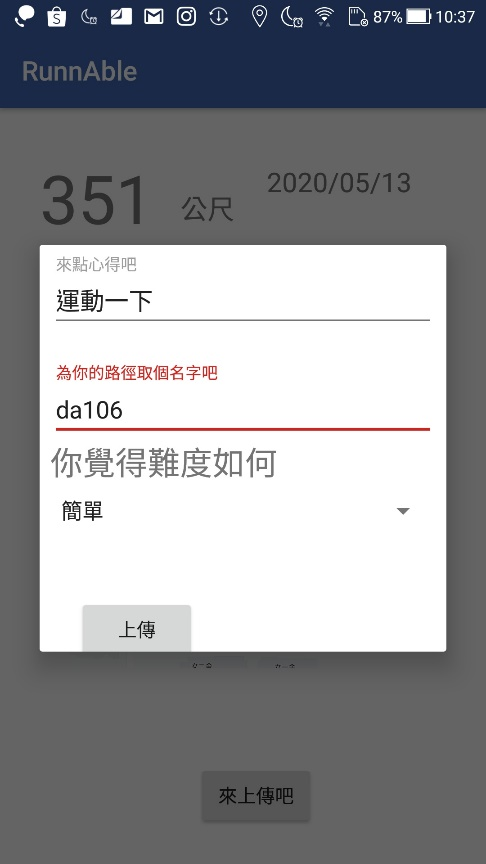 87% 10:37
RunnAble
351 公尺 2020/05/13
來點心得吧
運動一下
為你的路徑取個名字吧
da106
你覺得難度如何
簡單
上傳
來上傳吧